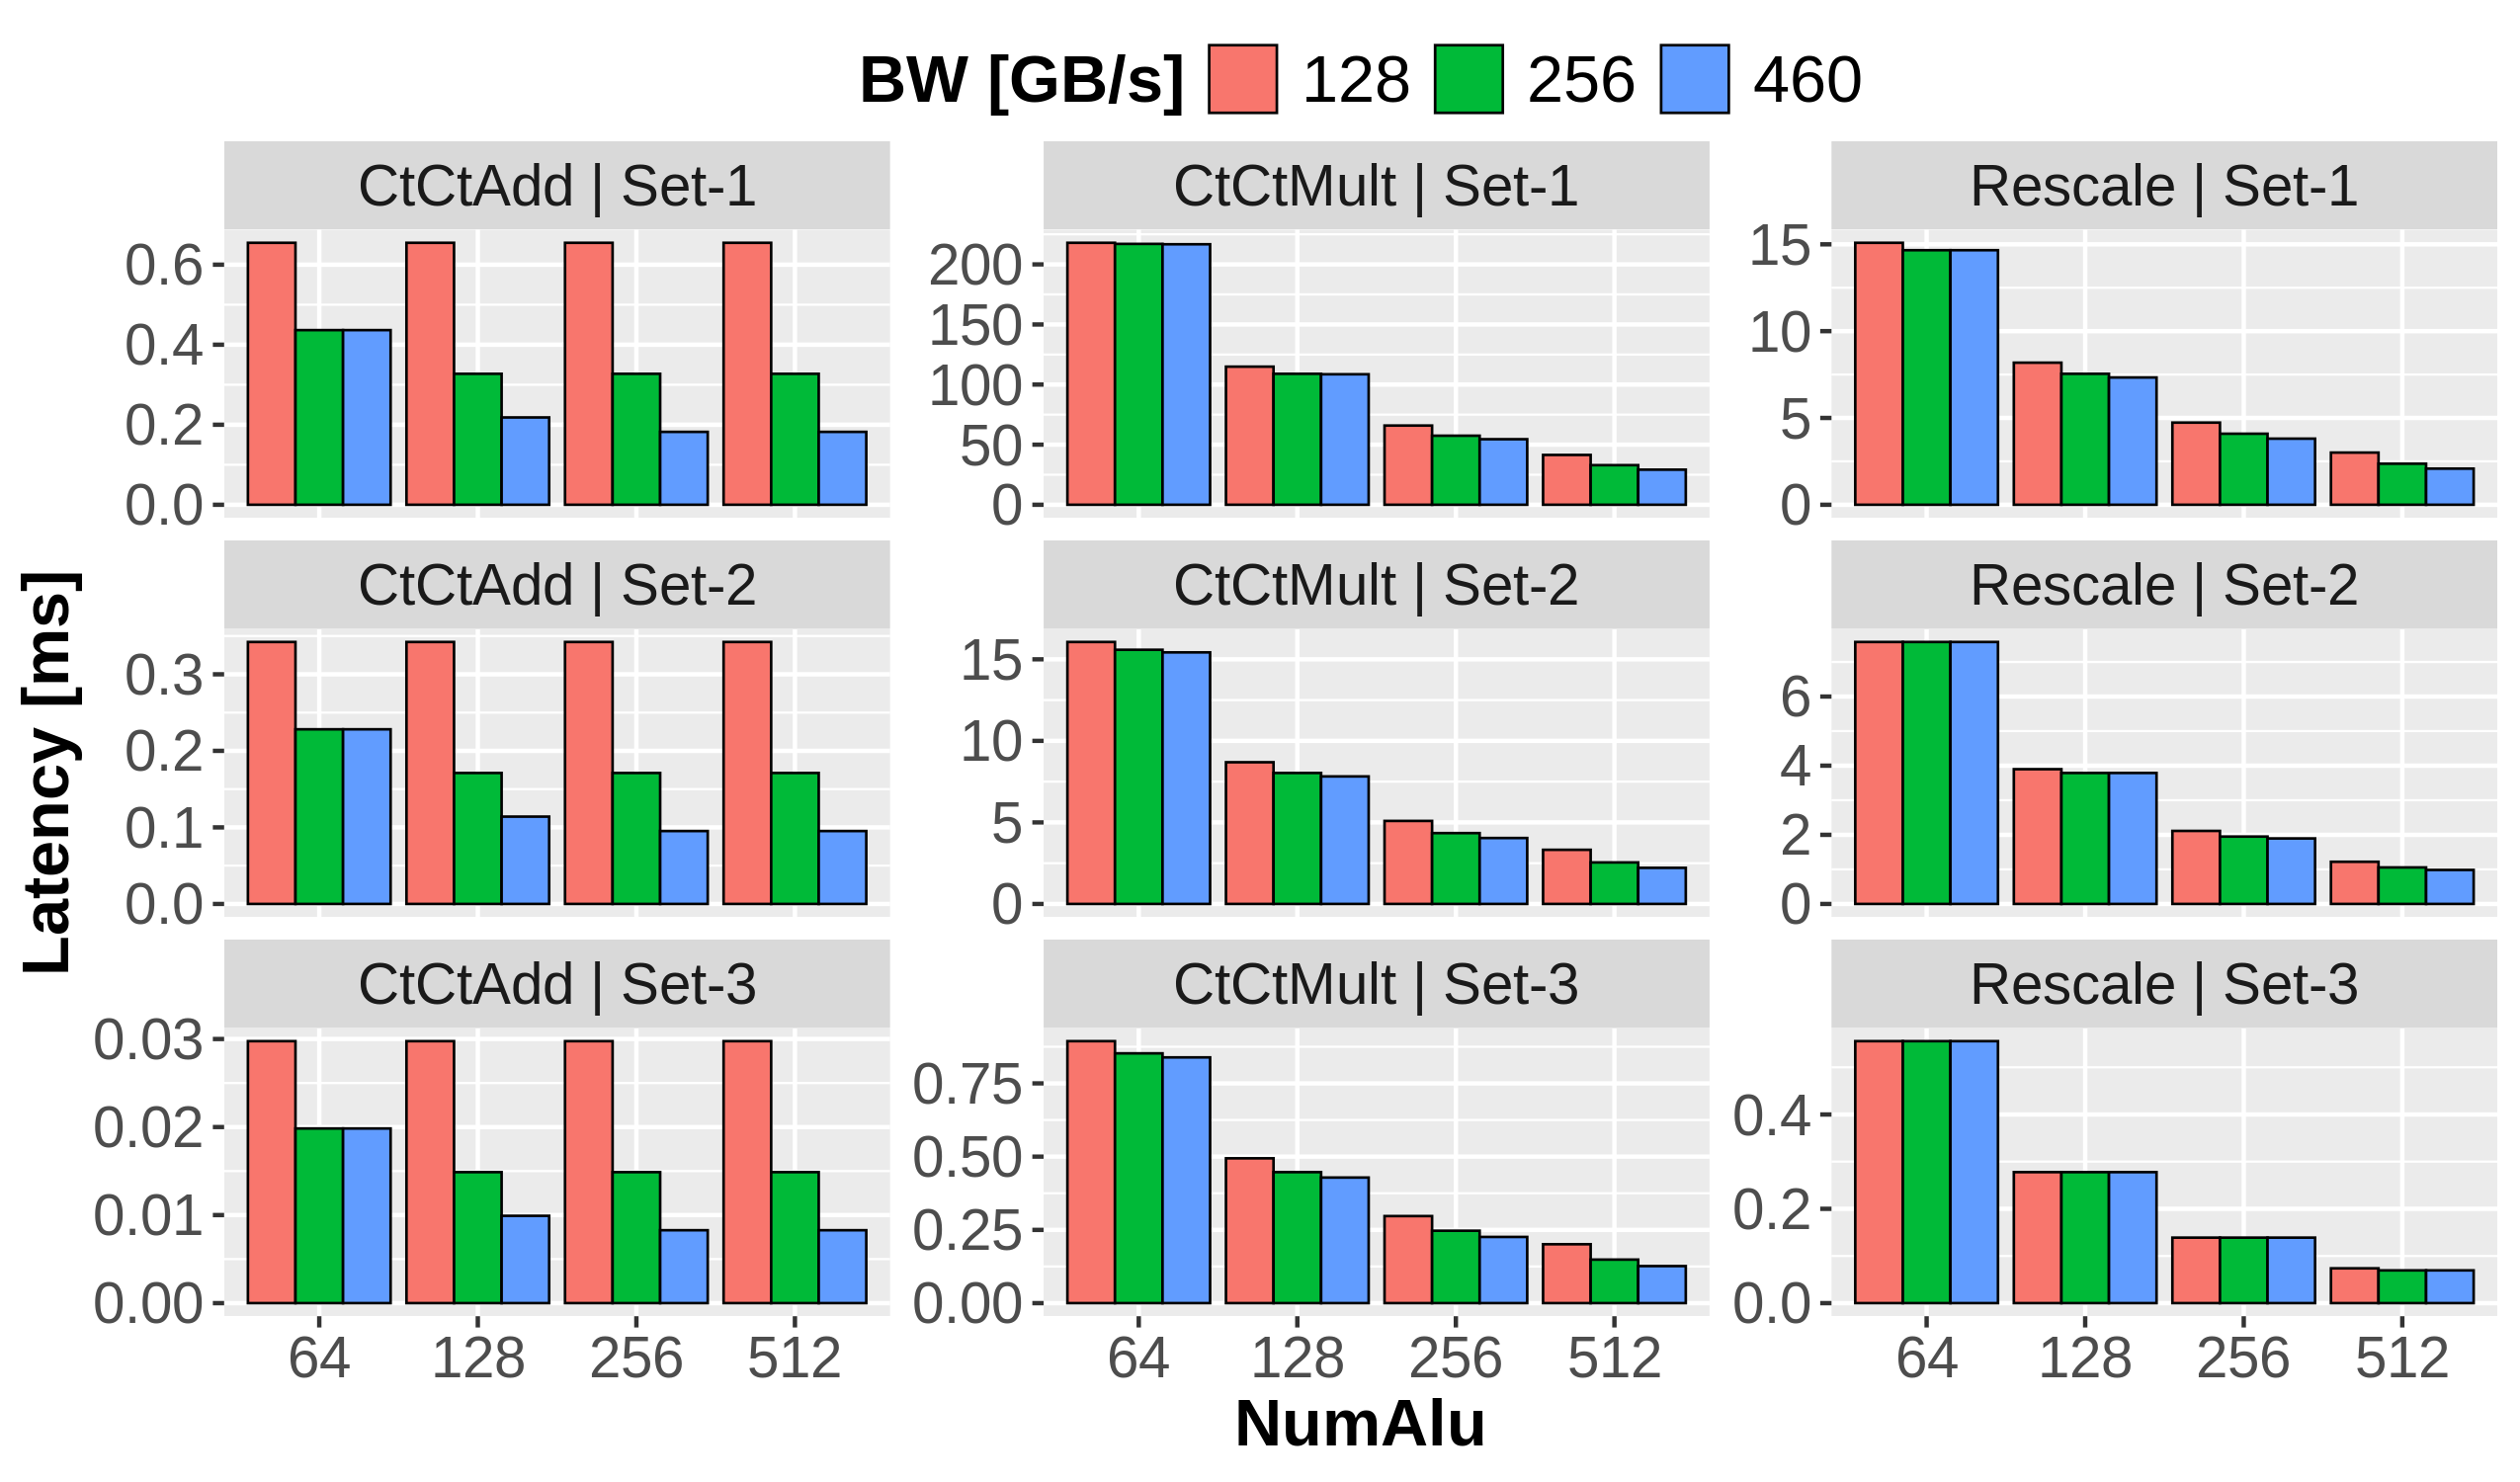 BW [GB/s] 128 256 460
CtCtAdd | Set-1
CtCtMult | Set-1
Rescale | Set-1
0.6
0.4
0.2
0.0
200
150
100
50
0
15
10
5
0
CtCtAdd | Set-2
CtCtMult | Set-2
Rescale | Set-2
0.3
0.2
0.1
0.0
15
10
5
0
6
4
2
0
CtCtAdd | Set-3
CtCtMult | Set-3
Rescale | Set-3
0.03
0.02
0.01
0.00
0.75
0.50
0.25
0.00
0.4
0.2
0.0
64 128 256 512
64 128 256 512
64 128 256 512
Latency [ms]
NumAlu